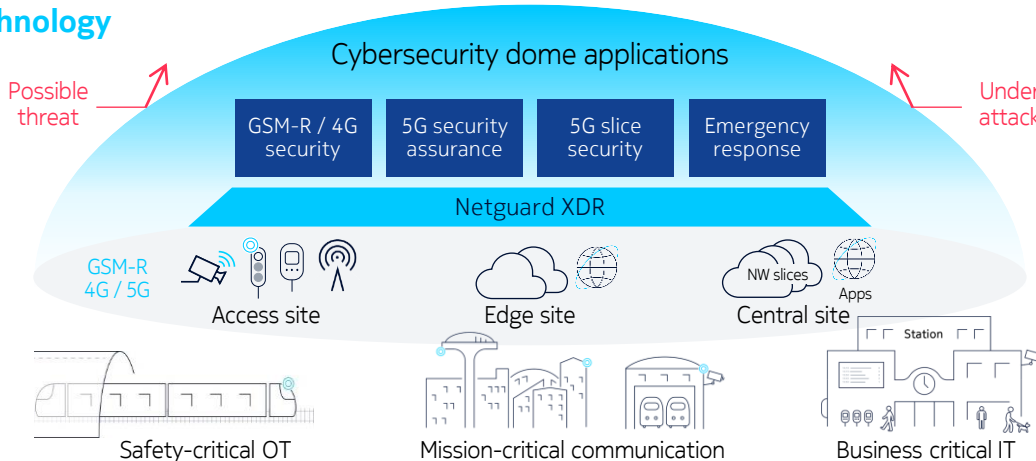 hnology
Cybersecurity dome applications
Possible
threat
Under
attack
GSM-R / 4G
security
5G security
assurance
5G slice
security
Emergency
response
Netguard XDR
GSM-R
4G / 5G
NW slices
Apps
Access site
Edge site
Central site
Station
Safety-critical OT
Mission-critical communication
Business critical IT